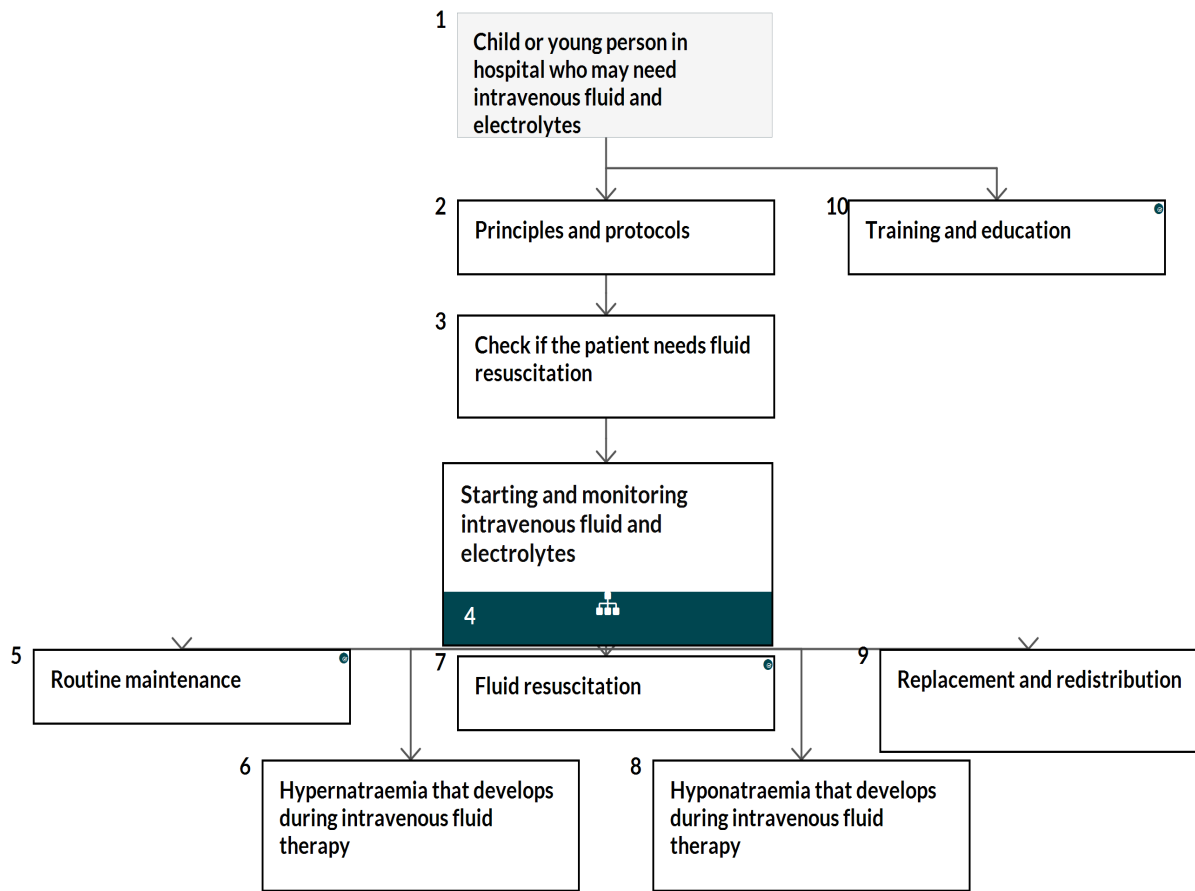 1
Child or young person in
hospital who may need
intravenous fluid and
electrolytes
2
Principles and protocols
10
Training and education
3
Check if the patient needs fluid
resuscitation
Starting and monitoring
intravenous fluid and
electrolytes
4
5
Routine maintenance
7
Fluid resuscitation
9
Replacement and redistribution
6
Hypernatraemia that develops
during intravenous fluid
therapy
8
Hyponatraemia that develops
during intravenous fluid
therapy